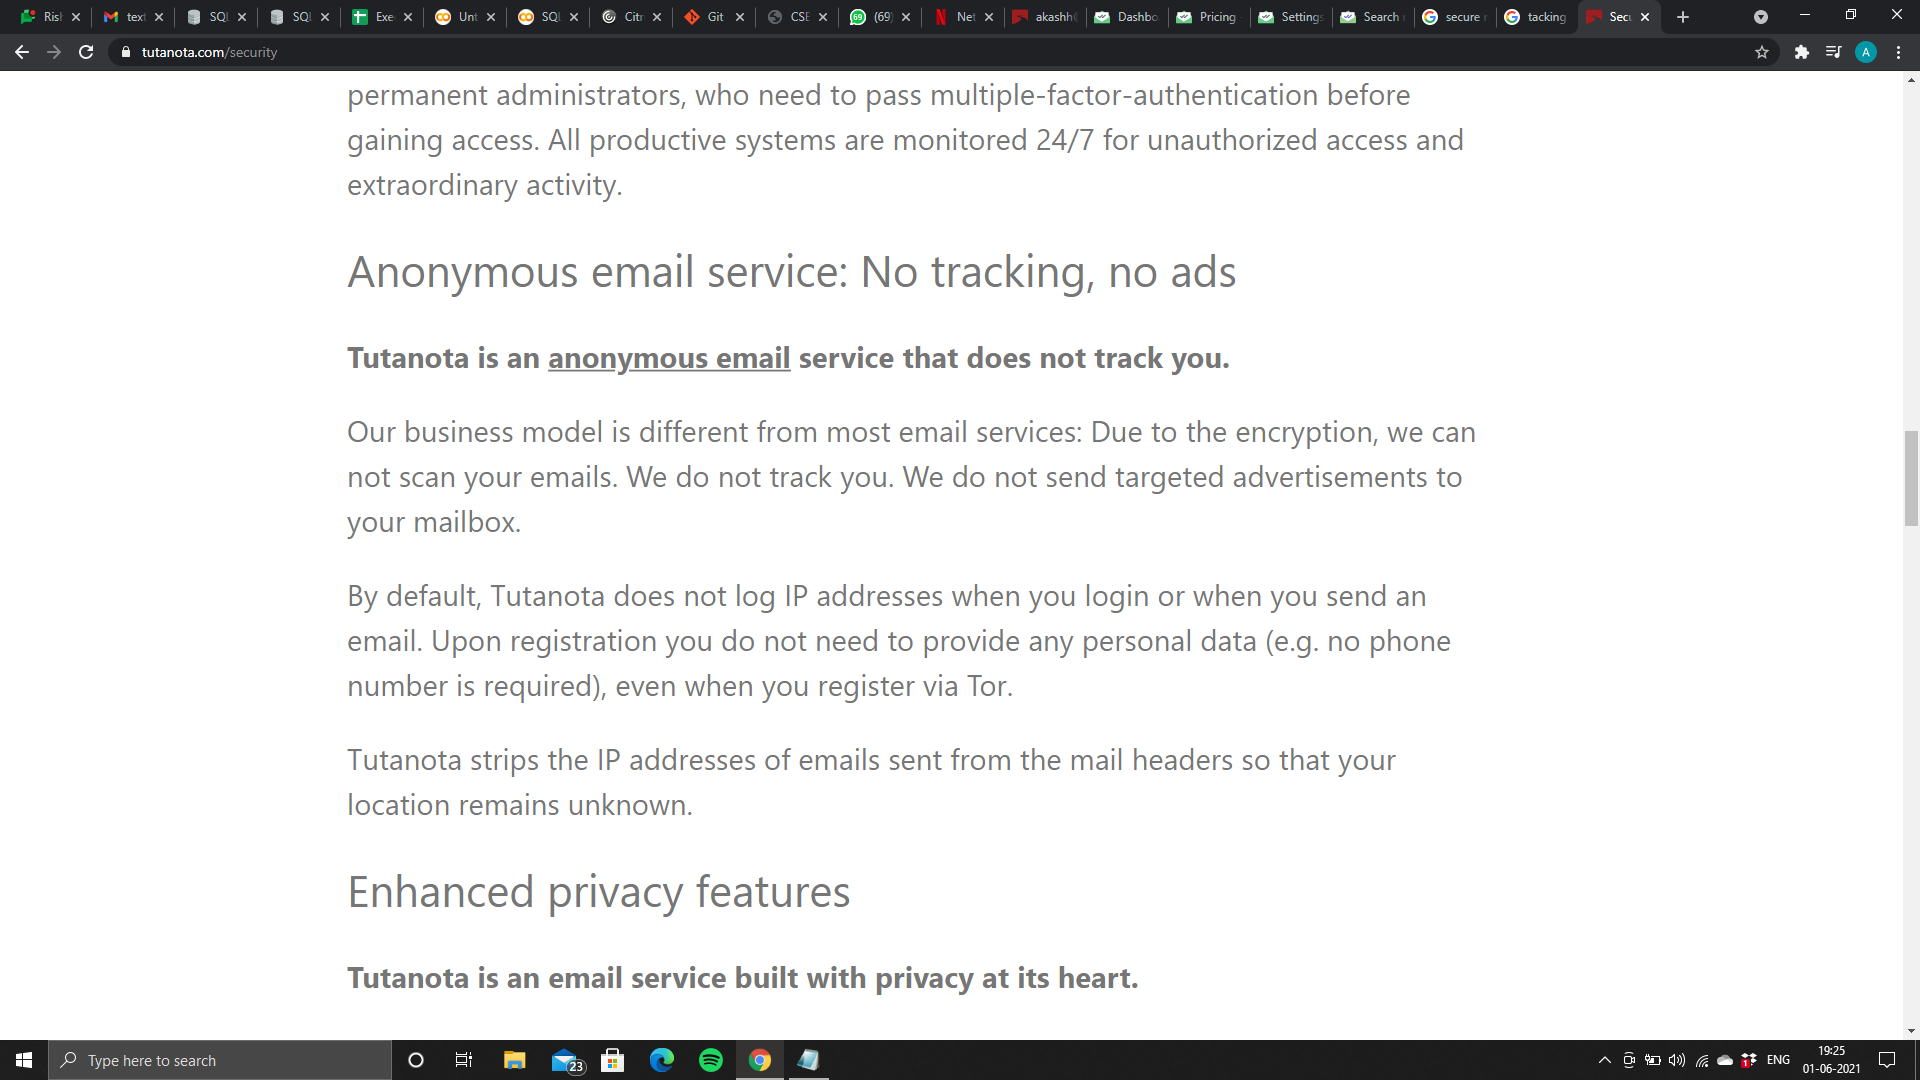 Ris
text
SQL
SQL
Exe
Unt
SQL
Citr
Git
CSE
(69)
Net
akashh
Dashbo
Pricing
Settings
Search
secure
tacking
Secu
tutanota.com/security
A
permanent administrators, who need to pass multiple-factor-authentication before
gaining access. All productive systems are monitored 24/7 for unauthorized access and
extraordinary activity.
Anonymous email service: No tracking, no ads
Tutanota is an anonymous email service that does not track you.
Our business model is different from most email services: Due to the encryption, we can
not scan your emails. We do not track you. We do not send targeted advertisements to
your mailbox.
By default, Tutanota does not log IP addresses when you login or when you send an
email. Upon registration you do not need to provide any personal data (e.g. no phone
number is required), even when you register via Tor.
Tutanota strips the IP addresses of emails sent from the mail headers so that your
location remains unknown.
Enhanced privacy features
Tutanota is an email service built with privacy at its heart.
Type here to search
23
1
ENG
19:25
01-06-2021